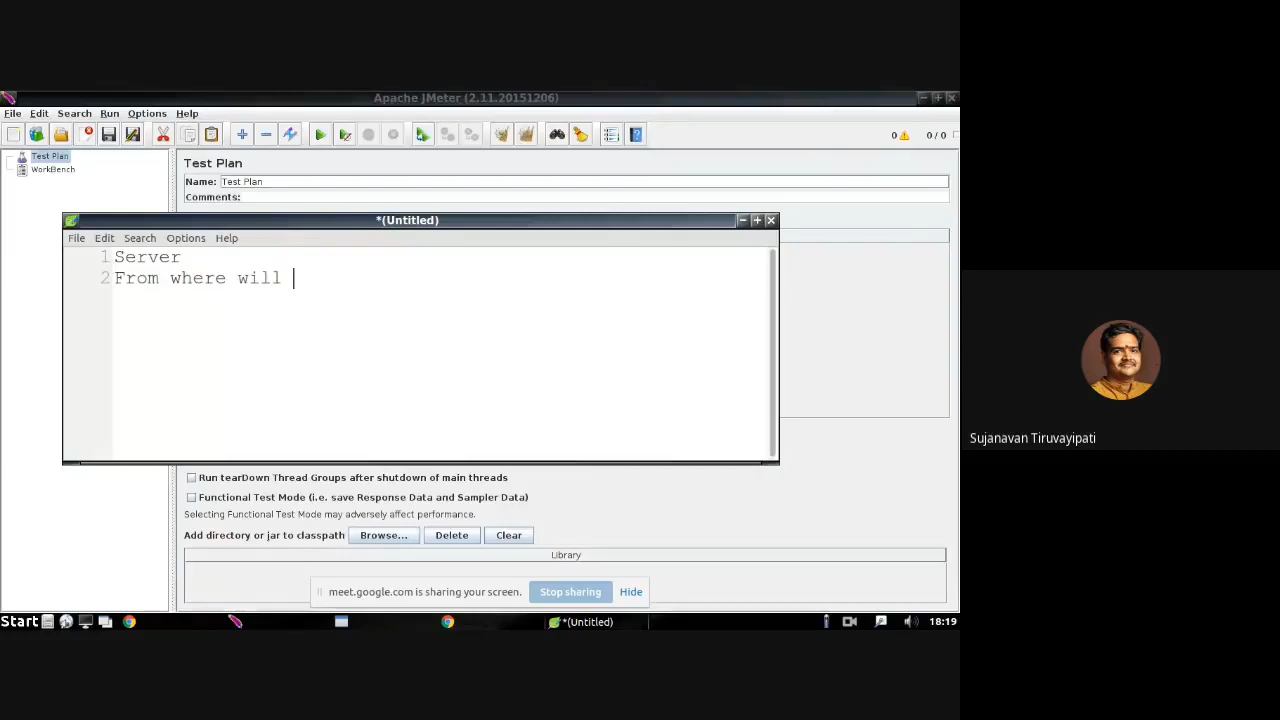 Apache JMeter (2.11.20151206)
File Edit Search Run Options Help
0 0 / 0
Test Plan
WorkBench
Test Plan
Name: Test Plan
Comments:
*(Untitled)
File Edit Search Options Help
1 Server
2 From where will
Run tearDown Thread Groups after shutdown of main threads
Functional Test Mode (i.e. save Response Data and Sampler Data)
Selecting Functional Test Mode may adversely affect performance.
Add directory or jar to classpath Browse... Delete Clear
Library
meet.google.com is sharing your screen. Stop sharing Hide
Start *(Untitled) 18:19
Sujanavan Tiruvayipati